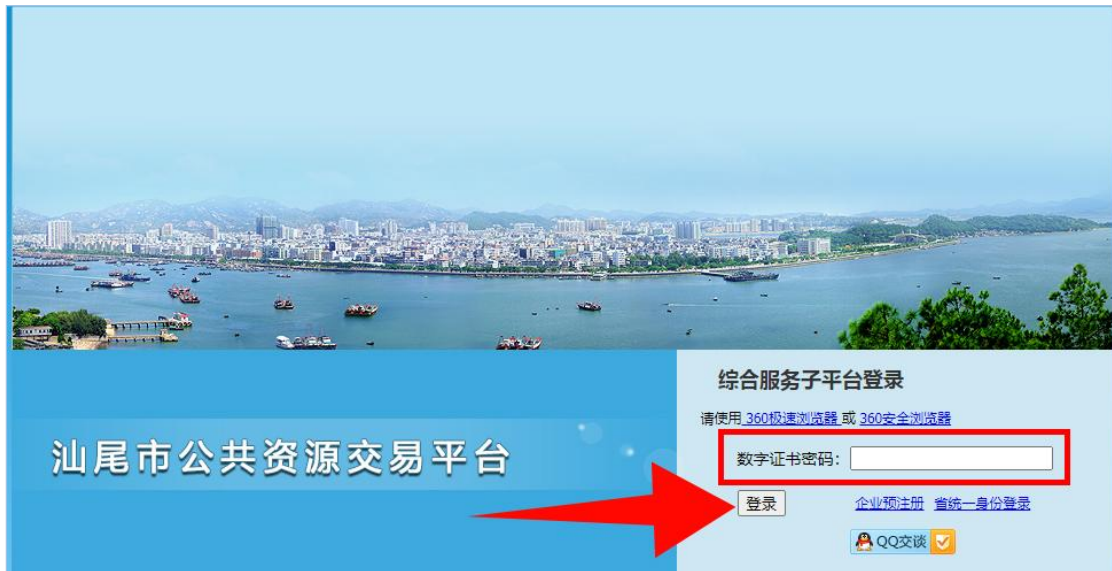 综合服务子平台登录
请使用 360极速浏览器 或 360安全浏览器
汕尾市公共资源交易平台
数字证书密码：
登录 企业预注册 省统一身份登录
QQ交谈